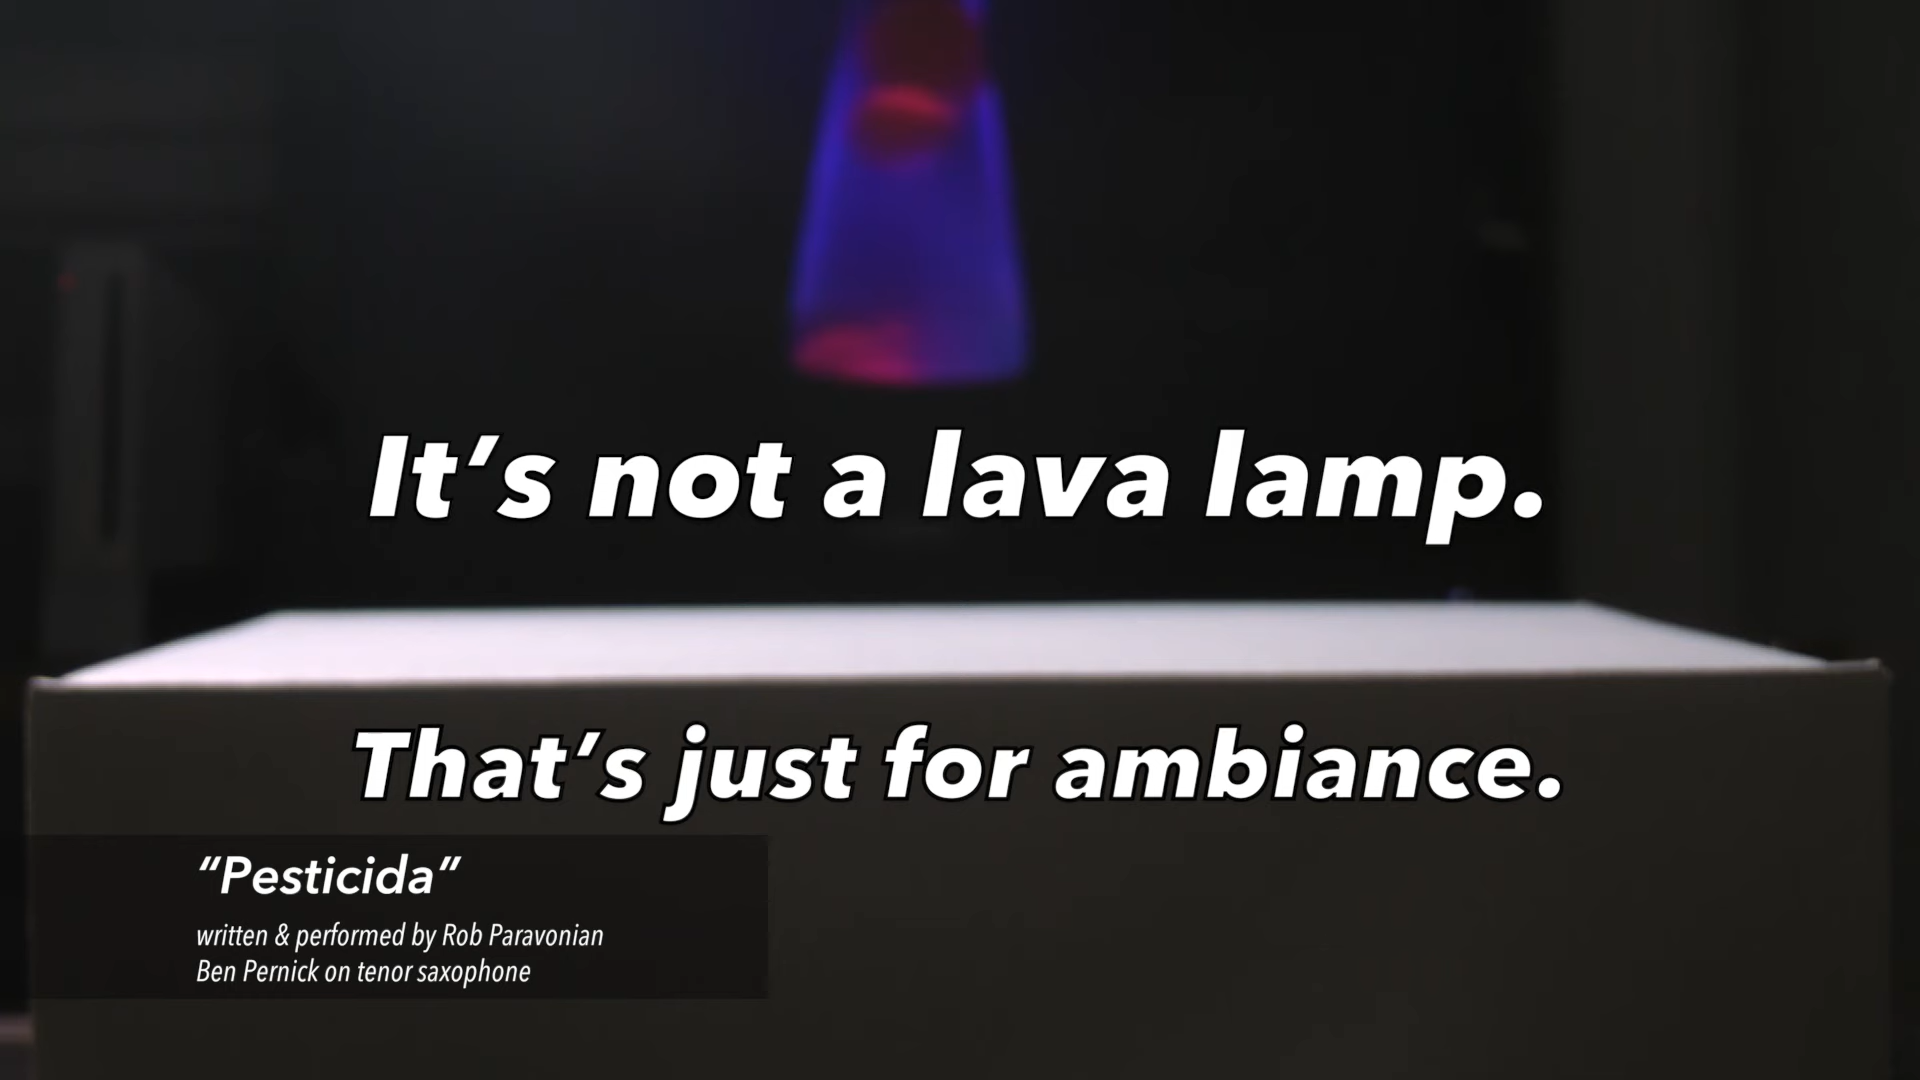 It’s not a lava lamp.
That’s just for ambiance.
“Pesticida”
written & performed by Rob Paravonian
Ben Pernick on tenor saxophone